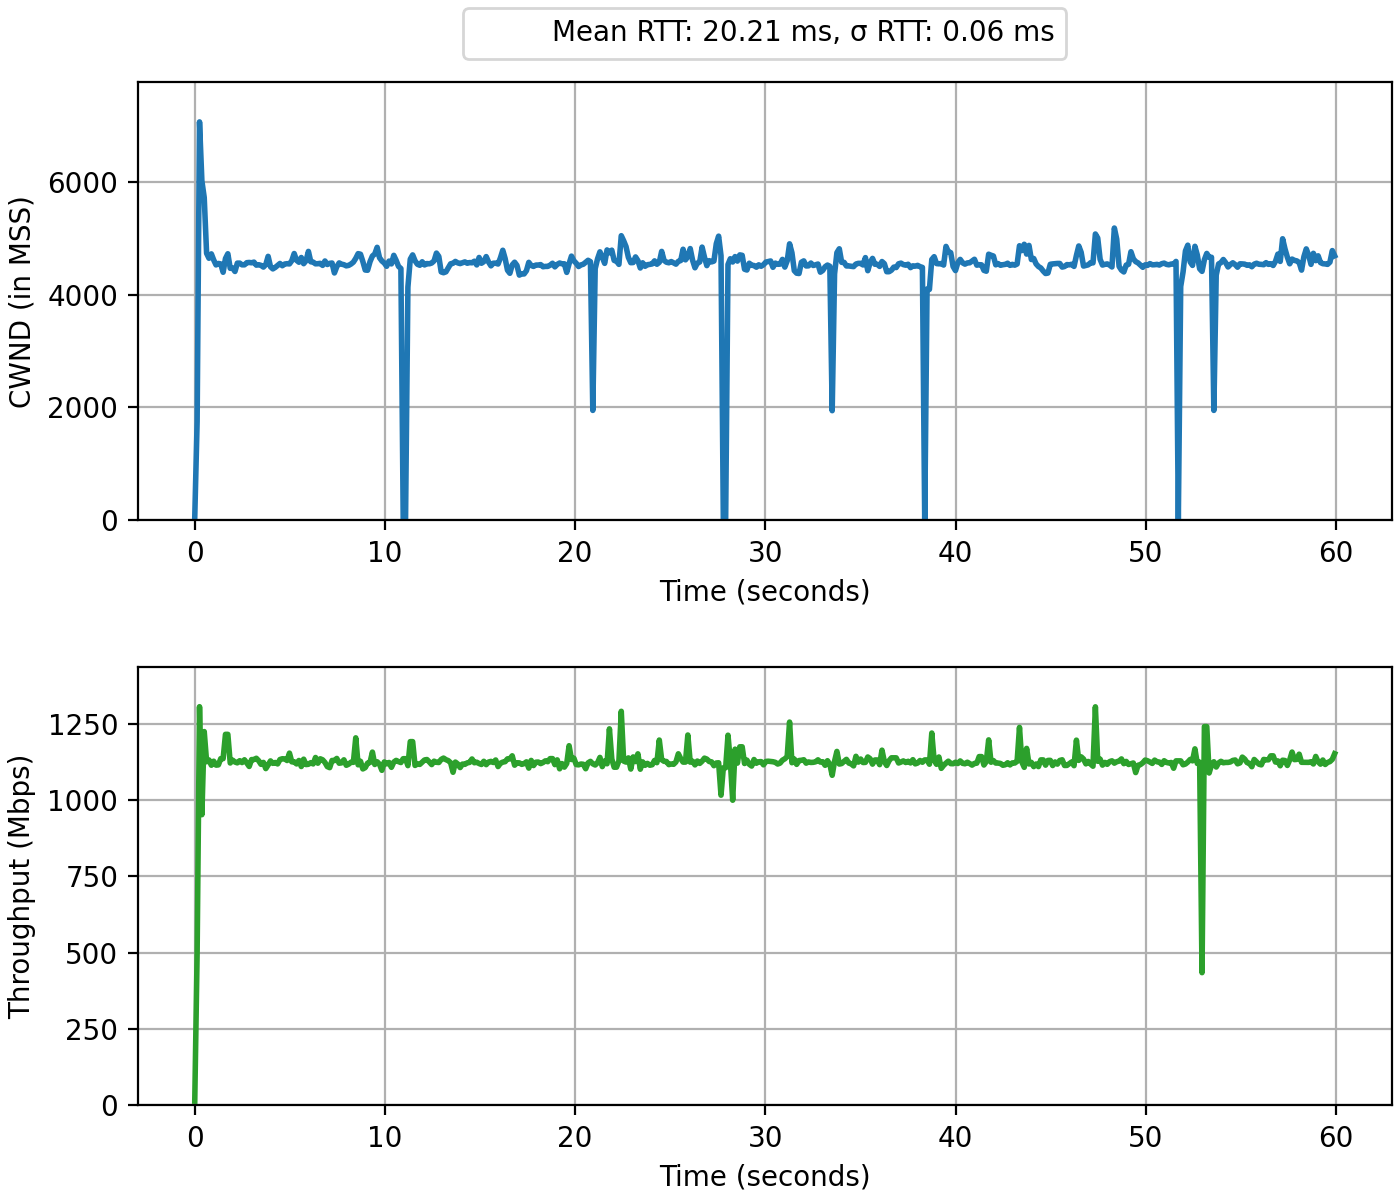 Mean RTT: 20.21 ms, σ RTT: 0.06 ms
CWND (in MSS)
6000
4000
2000
0
0 10 20 30 40 50 60
Time (seconds)
Throughput (Mbps)
1250
1000
750
500
250
0
0 10 20 30 40 50 60
Time (seconds)